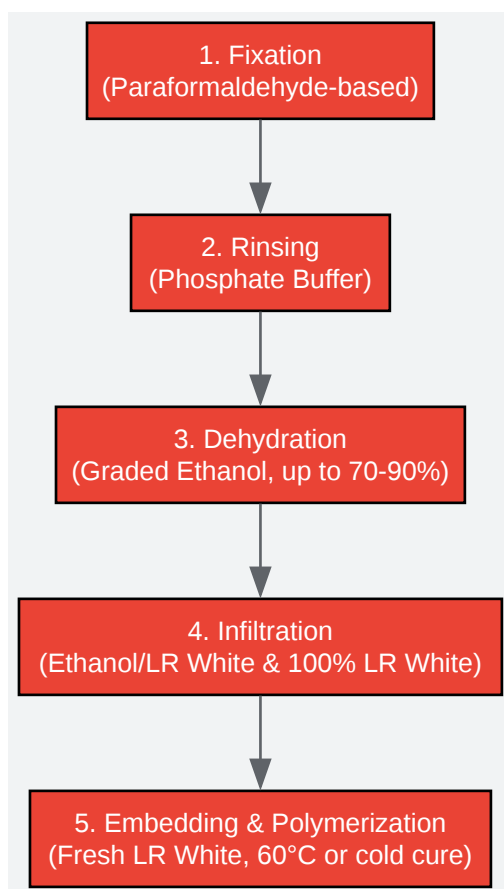 1. Fixation
(Paraformaldehyde-based)
2. Rinsing
(Phosphate Buffer)
3. Dehydration
(Graded Ethanol, up to 70-90%)
4. Infiltration
(Ethanol/LR White & 100% LR White)
5. Embedding & Polymerization
(Fresh LR White, 60°C or cold cure)